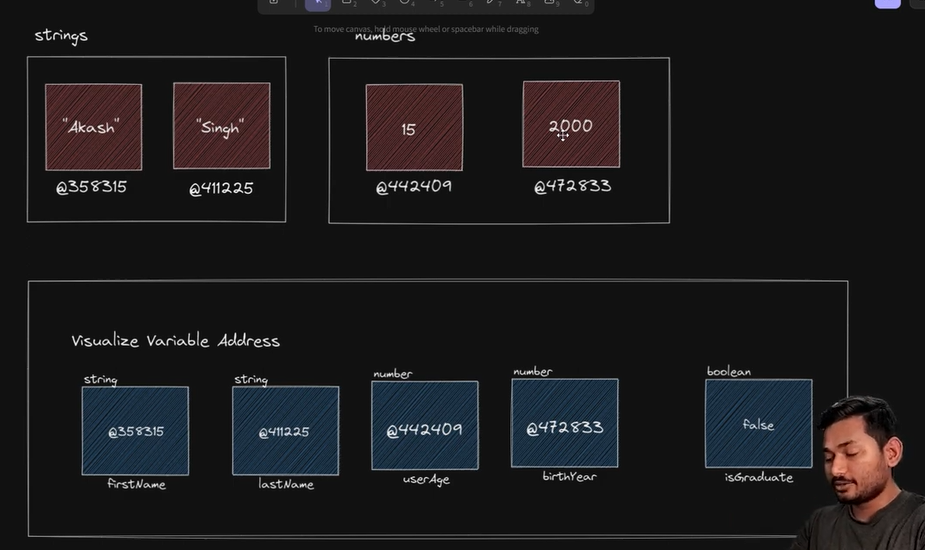 To move canvas, hold mouse wheel or spacebar while dragging
strings
numbers
"Akash"
"Singh"
15
2000
@358315
@411225
@442409
@472833
Visualize Variable Address
string
string
number
number
boolean
@358315
@411225
@442409
@472833
false
firstName
lastName
userAge
birthYear
isGraduate